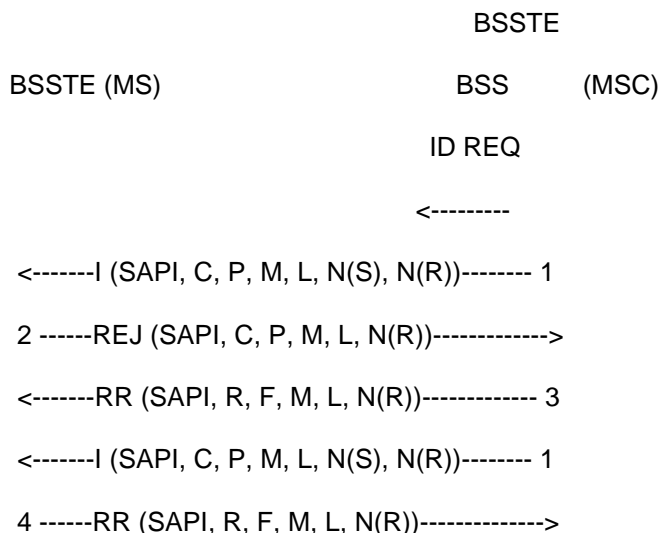 BSSTE
BSSTE (MS) BSS (MSC)
ID REQ
<---------
<-------I (SAPI, C, P, M, L, N(S), N(R))-------- 1
2 ------REJ (SAPI, C, P, M, L, N(R))------------->
<-------RR (SAPI, R, F, M, L, N(R))------------- 3
<-------I (SAPI, C, P, M, L, N(S), N(R))-------- 1
4 ------RR (SAPI, R, F, M, L, N(R))-------------->